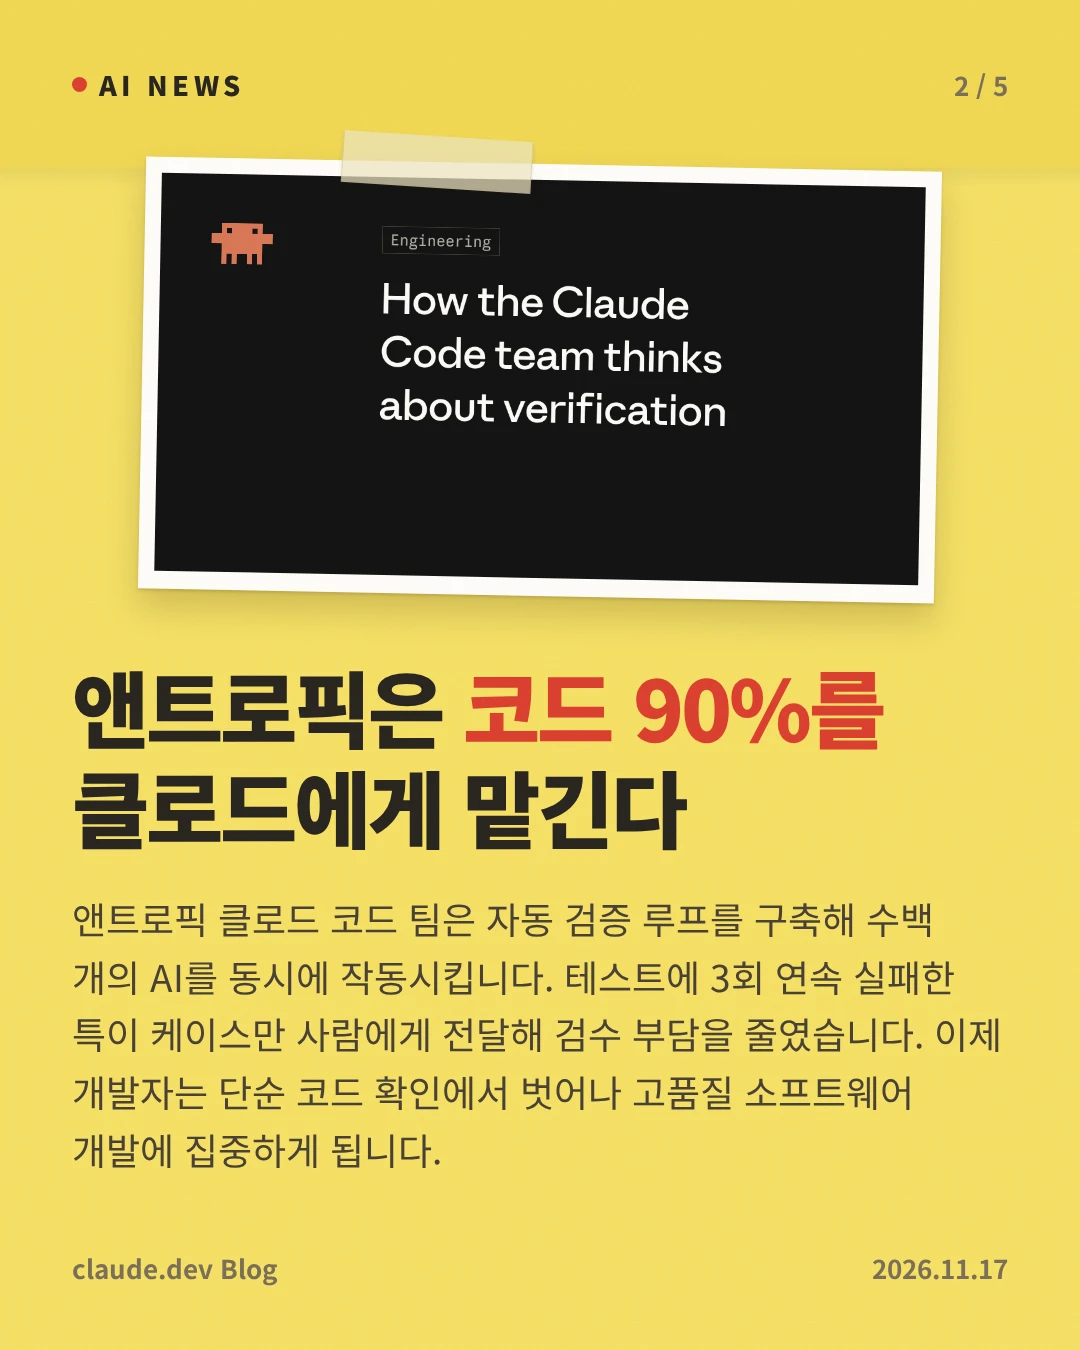 AI NEWS
2 / 5
Engineering
How the Claude
Code team thinks
about verification
앤트로픽은 코드 90%를
클로드에게 맡긴다
앤트로픽 클로드 코드 팀은 자동 검증 루프를 구축해 수백
개의 AI를 동시에 작동시킵니다. 테스트에 3회 연속 실패한
특이 케이스만 사람에게 전달해 검수 부담을 줄였습니다. 이제
개발자는 단순 코드 확인에서 벗어나 고품질 소프트웨어
개발에 집중하게 됩니다.
claude.dev Blog
2026.11.17